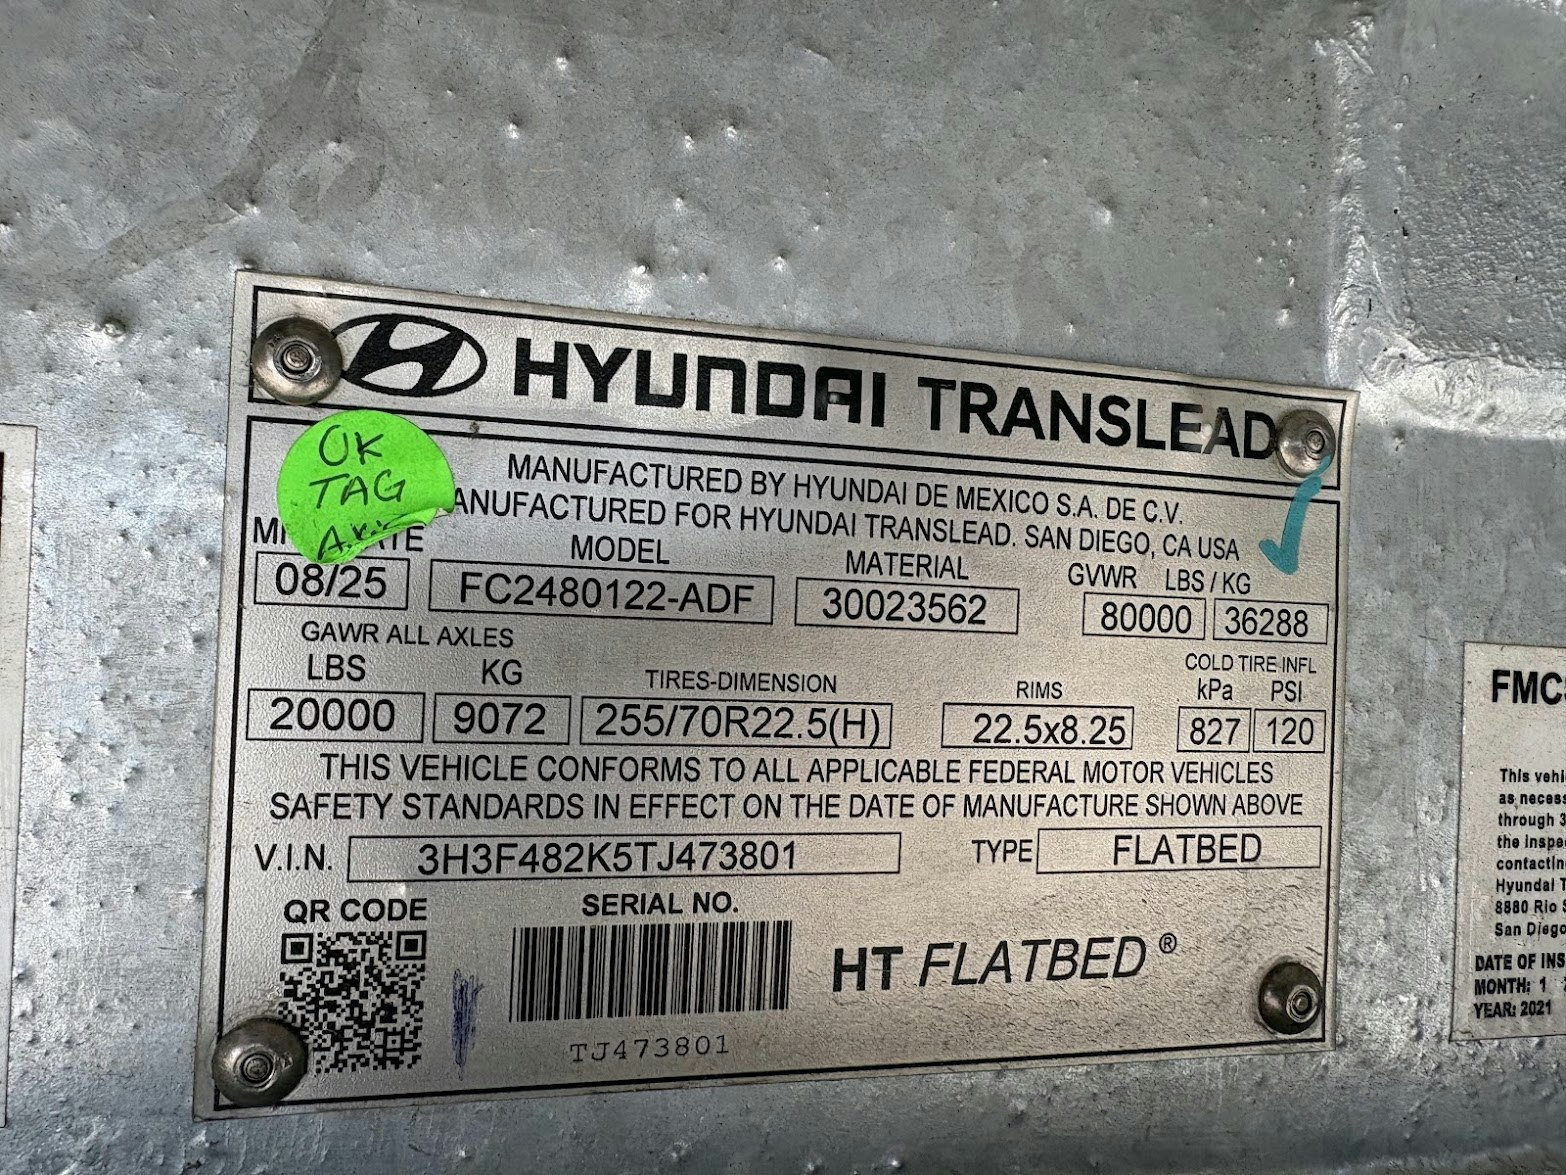 HYUNDAI TRANSLEAD
OK
TAG
MANUFACTURED BY HYUNDAI DE MEXICO S.A. DE C.V.
ANUFACTURED FOR HYUNDAI TRANSLEAD. SAN DIEGO, CA USA
MODEL
MATERIAL
GVWR LBS / KG
08/25
FC2480122-ADF
30023562
80000
36288
GAWR ALL AXLES
LBS
KG
TIRES-DIMENSION
RIMS
COLD TIRE INFL
kPa PSI
20000
9072
255/70R22.5(H)
22.5x8.25
827
120
THIS VEHICLE CONFORMS TO ALL APPLICABLE FEDERAL MOTOR VEHICLES
SAFETY STANDARDS IN EFFECT ON THE DATE OF MANUFACTURE SHOWN ABOVE
V.I.N.
3H3F482K5TJ473801
TYPE
FLATBED
QR CODE
SERIAL NO.
HT FLATBED®
TJ473801
FMC
This vehi
as neces
through 3
the inspe
contactin
Hyundai T
8880 Rio S
San Diego
DATE OF INS
MONTH: 1
YEAR: 2021